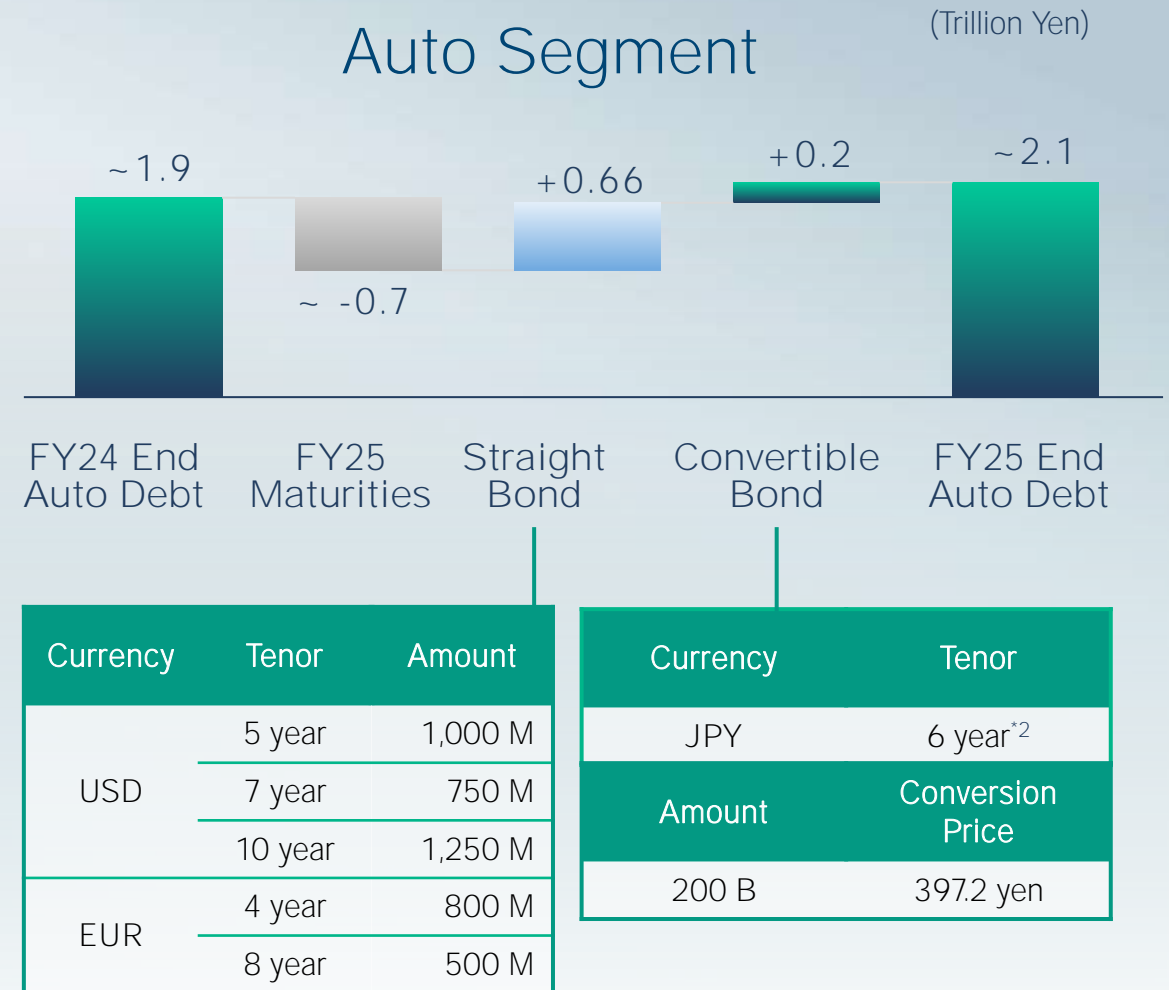 (Trillion Yen)
Auto Segment
~1.9
~ -0.7
+0.66
+0.2
~2.1
FY24 End
Auto Debt
FY25
Maturities
Straight
Bond
Convertible
Bond
FY25 End
Auto Debt
Currency Tenor Amount
USD
5 year 1,000 M
7 year 750 M
10 year 1,250 M
EUR
4 year 800 M
8 year 500 M
Currency Tenor
JPY 6 year*2
Amount Conversion
Price
200 B 397.2 yen